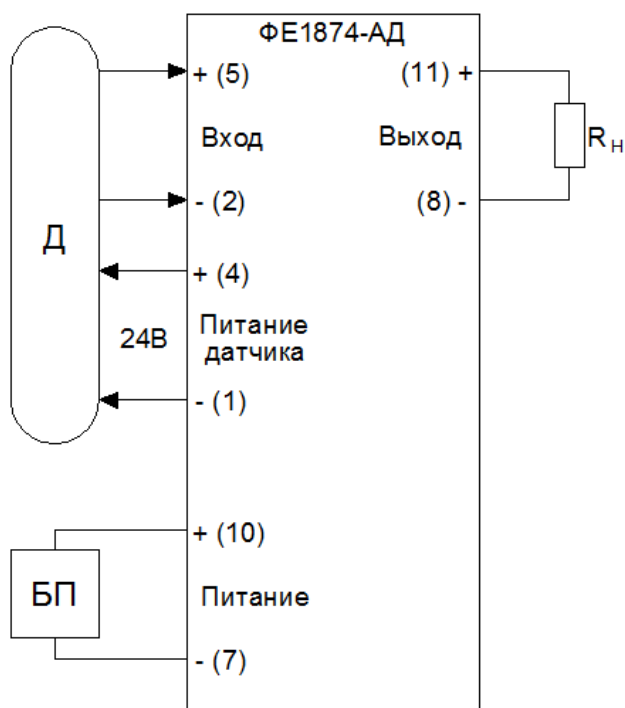 ФЕ1874-АД
+ (5)
(11) +
Вход
Выход
R н
- (2)
(8) -
Д
+ (4)
24В
Питание
датчика
- (1)
+ (10)
БП
Питание
- (7)